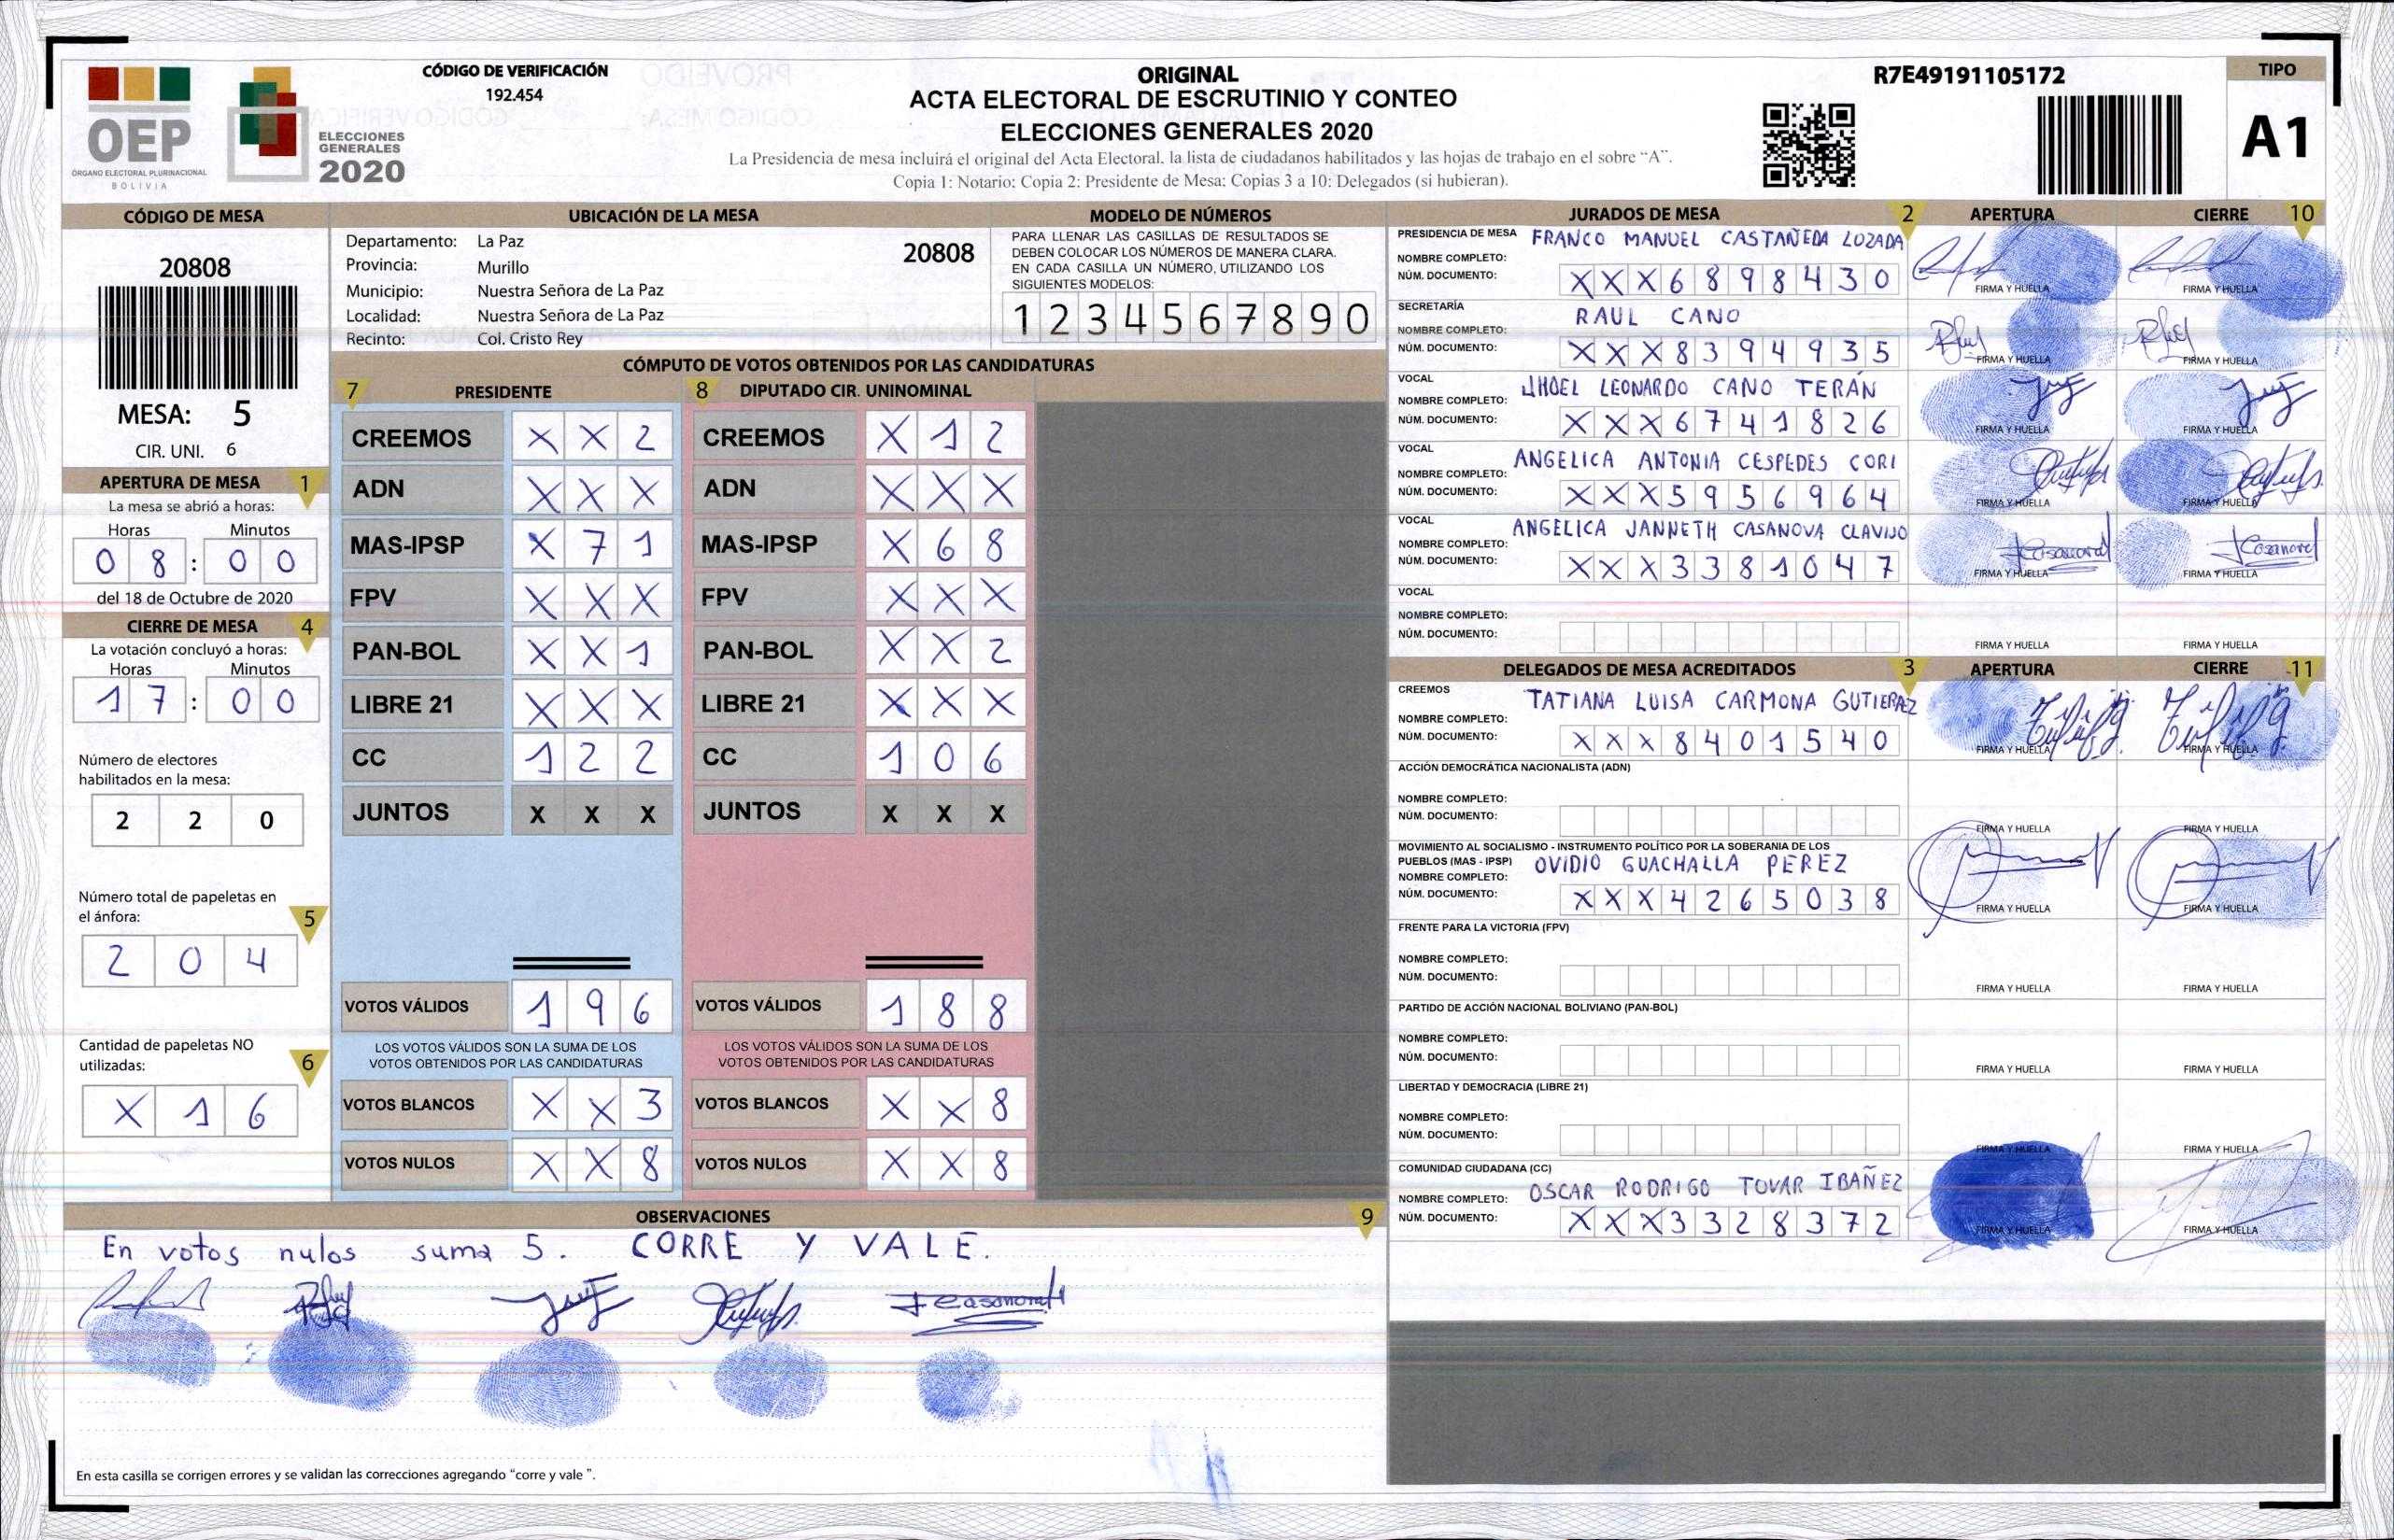 OEP
ÓRGANO ELECTORAL PLURINACIONAL
BOLIVIA
ELECCIONES
GENERALES
2020
CÓDIGO DE VERIFICACIÓN
192.454
ORIGINAL
ACTA ELECTORAL DE ESCRUTINIO Y CONTEO
ELECCIONES GENERALES 2020
La Presidencia de mesa incluirá el original del Acta Electoral, la lista de ciudadanos habilitados y las hojas de trabajo en el sobre “A”.
Copia 1: Notario: Copia 2: Presidente de Mesa: Copias 3 a 10: Delegados (si hubieran).
R7E49191105172
TIPO
A1
CÓDIGO DE MESA
20808
MESA: 5
CIR. UNI. 6
APERTURA DE MESA 1
La mesa se abrió a horas:
Horas Minutos
0 8 : 0 0
del 18 de Octubre de 2020
CIERRE DE MESA 4
La votación concluyó a horas:
Horas Minutos
1 7 : 0 0
Número de electores
habilitados en la mesa:
2 2 0
Número total de papeletas en
el ánfora: 5
2 0 4
Cantidad de papeletas NO
utilizadas: 6
X 1 6
UBICACIÓN DE LA MESA
Departamento: La Paz 20808
Provincia: Murillo
Municipio: Nuestra Señora de La Paz
Localidad: Nuestra Señora de La Paz
Recinto: Col. Cristo Rey
MODELO DE NÚMEROS
PARA LLENAR LAS CASILLAS DE RESULTADOS SE
DEBEN COLOCAR LOS NÚMEROS DE MANERA CLARA.
EN CADA CASILLA UN NÚMERO, UTILIZANDO LOS
SIGUIENTES MODELOS:
1 2 3 4 5 6 7 8 9 0
CÓMPUTO DE VOTOS OBTENIDOS POR LAS CANDIDATURAS
7 PRESIDENTE
CREEMOS X X 2
ADN X X X
MAS-IPSP X 7 1
FPV X X X
PAN-BOL X X 1
LIBRE 21 X X X
CC 1 2 2
JUNTOS X X X
VOTOS VÁLIDOS 1 9 6
LOS VOTOS VÁLIDOS SON LA SUMA DE LOS
VOTOS OBTENIDOS POR LAS CANDIDATURAS
VOTOS BLANCOS X X 3
VOTOS NULOS X X 8
8 DIPUTADO CIR. UNINOMINAL
CREEMOS X 1 2
ADN X X X
MAS-IPSP X 6 8
FPV X X X
PAN-BOL X X 2
LIBRE 21 X X X
CC 1 0 6
JUNTOS X X X
VOTOS VÁLIDOS 1 8 8
LOS VOTOS VÁLIDOS SON LA SUMA DE LOS
VOTOS OBTENIDOS POR LAS CANDIDATURAS
VOTOS BLANCOS X X 8
VOTOS NULOS X X 8
OBSERVACIONES 9
En votos nulos suma 5. CORRE Y VALE.
En esta casilla se corrigen errores y se validan las correcciones agregando “corre y vale ”.
JURADOS DE MESA 2 APERTURA CIERRE 10
PRESIDENCIA DE MESA FRANCO MANUEL CASTAÑEDA LOZADA
NOMBRE COMPLETO:
NÚM. DOCUMENTO: X X X 6 8 9 8 4 3 0 FIRMA Y HUELLA FIRMA Y HUELLA
SECRETARÍA RAUL CANO
NOMBRE COMPLETO:
NÚM. DOCUMENTO: X X X 8 3 9 4 9 3 5 FIRMA Y HUELLA FIRMA Y HUELLA
VOCAL JHOEL LEONARDO CANO TERÁN
NOMBRE COMPLETO:
NÚM. DOCUMENTO: X X X 6 7 4 1 8 2 6 FIRMA Y HUELLA FIRMA Y HUELLA
VOCAL ANGELICA ANTONIA CESPEDES CORI
NOMBRE COMPLETO:
NÚM. DOCUMENTO: X X X 5 9 5 6 9 6 4 FIRMA Y HUELLA FIRMA Y HUELLA
VOCAL ANGELICA JANNETH CASANOVA CLAVIJO
NOMBRE COMPLETO:
NÚM. DOCUMENTO: X X X 3 3 8 1 0 4 7 FIRMA Y HUELLA FIRMA Y HUELLA
VOCAL
NOMBRE COMPLETO:
NÚM. DOCUMENTO: FIRMA Y HUELLA FIRMA Y HUELLA
DELEGADOS DE MESA ACREDITADOS 3 APERTURA CIERRE 11
CREEMOS TATIANA LUISA CARMONA GUTIERREZ
NOMBRE COMPLETO:
NÚM. DOCUMENTO: X X X 8 4 0 1 5 4 0 FIRMA Y HUELLA FIRMA Y HUELLA
ACCIÓN DEMOCRÁTICA NACIONALISTA (ADN)
NOMBRE COMPLETO:
NÚM. DOCUMENTO: FIRMA Y HUELLA FIRMA Y HUELLA
MOVIMIENTO AL SOCIALISMO - INSTRUMENTO POLÍTICO POR LA SOBERANIA DE LOS
PUEBLOS (MAS - IPSP) OVIDIO GUACHALLA PEREZ
NOMBRE COMPLETO:
NÚM. DOCUMENTO: X X X 4 2 6 5 0 3 8 FIRMA Y HUELLA FIRMA Y HUELLA
FRENTE PARA LA VICTORIA (FPV)
NOMBRE COMPLETO:
NÚM. DOCUMENTO: FIRMA Y HUELLA FIRMA Y HUELLA
PARTIDO DE ACCIÓN NACIONAL BOLIVIANO (PAN-BOL)
NOMBRE COMPLETO:
NÚM. DOCUMENTO: FIRMA Y HUELLA FIRMA Y HUELLA
LIBERTAD Y DEMOCRACIA (LIBRE 21)
NOMBRE COMPLETO:
NÚM. DOCUMENTO: FIRMA Y HUELLA FIRMA Y HUELLA
COMUNIDAD CIUDADANA (CC)
NOMBRE COMPLETO: OSCAR RODRIGO TOVAR IBAÑEZ
NÚM. DOCUMENTO: X X X 3 3 2 8 3 7 2 FIRMA Y HUELLA FIRMA Y HUELLA